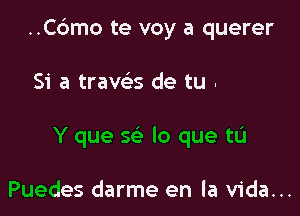 ..Cómo te voy a querer
Si a través de tu .
Y que sé lo que tú
Puedes darme en la vida...